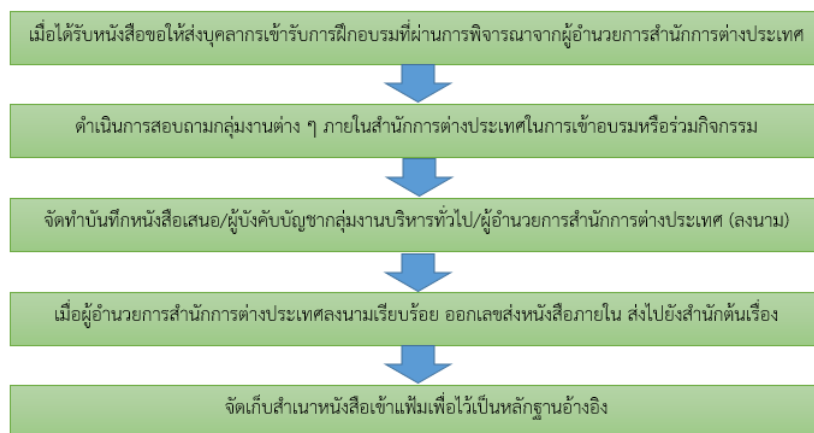 เมื่อได้รับหนังสือขอให้ส่งบุคลากรเข้ารับการฝึกอบรมที่ผ่านการพิจารณาจากผู้อำนวยการสำนักการต่างประเทศ
ดำเนินการสอบถามกลุ่มงานต่าง ๆ ภายในสำนักการต่างประเทศในการเข้าอบรมหรือร่วมกิจกรรม
จัดทำบันทึกหนังสือเสนอ/ผู้บังคับบัญชากลุ่มงานบริหารทั่วไป/ผู้อำนวยการสำนักการต่างประเทศ (ลงนาม)
เมื่อผู้อำนวยการสำนักการต่างประเทศลงนามเรียบร้อย ออกเลขส่งหนังสือภายใน ส่งไปยังสำนักต้นเรื่อง
จัดเก็บสำเนาหนังสือเข้าแฟ้มเพื่อไว้เป็นหลักฐานอ้างอิง